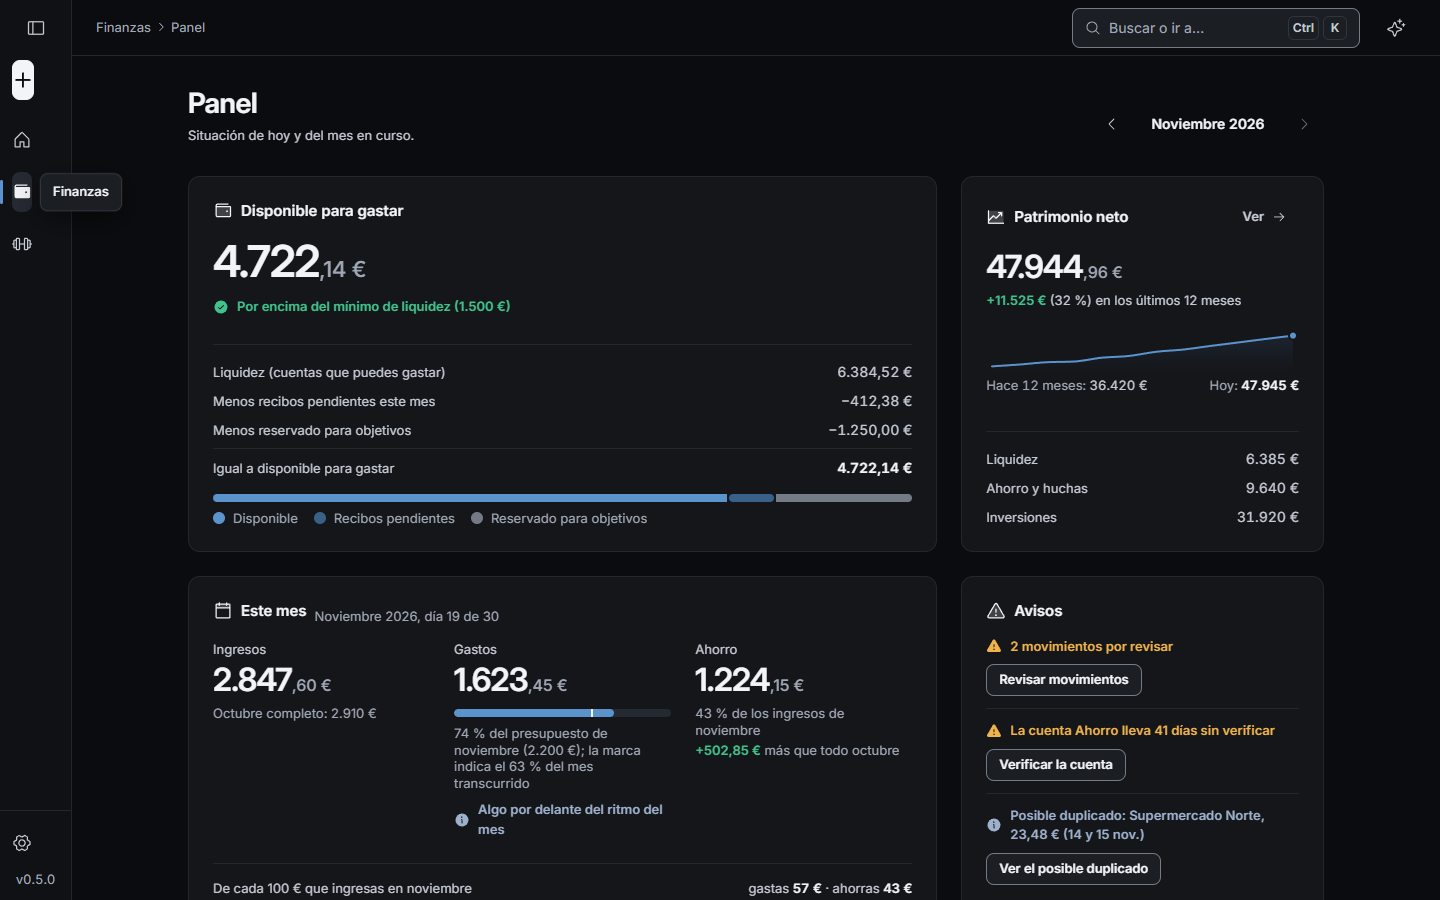 Finanzas > Panel
Buscar o ir a...
Ctrl K
Finanzas
v0.5.0
Panel
Situación de hoy y del mes en curso.
Noviembre 2026
Disponible para gastar
4.722,14 €
Por encima del mínimo de liquidez (1.500 €)
Liquidez (cuentas que puedes gastar) 6.384,52 €
Menos recibos pendientes este mes −412,38 €
Menos reservado para objetivos −1.250,00 €
Igual a disponible para gastar 4.722,14 €
Disponible Recibos pendientes Reservado para objetivos
Patrimonio neto Ver →
47.944,96 €
+11.525 € (32 %) en los últimos 12 meses
Hace 12 meses: 36.420 € Hoy: 47.945 €
Liquidez 6.385 €
Ahorro y huchas 9.640 €
Inversiones 31.920 €
Este mes Noviembre 2026, día 19 de 30
Ingresos
2.847,60 €
Octubre completo: 2.910 €
Gastos
1.623,45 €
74 % del presupuesto de
noviembre (2.200 €); la marca
indica el 63 % del mes
transcurrido
Algo por delante del ritmo del
mes
Ahorro
1.224,15 €
43 % de los ingresos de
noviembre
+502,85 € más que todo octubre
De cada 100 € que ingresas en noviembre gastas 57 € · ahorras 43 €
Avisos
2 movimientos por revisar
Revisar movimientos
La cuenta Ahorro lleva 41 días sin verificar
Verificar la cuenta
Posible duplicado: Supermercado Norte,
23,48 € (14 y 15 nov.)
Ver el posible duplicado